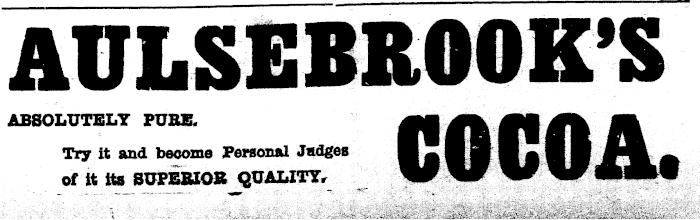 AULSEBROOK'S
ABSOLUTELY PURE.
Try it and become Personal Judges
of it its SUPERIOR QUALITY.
COCOA.